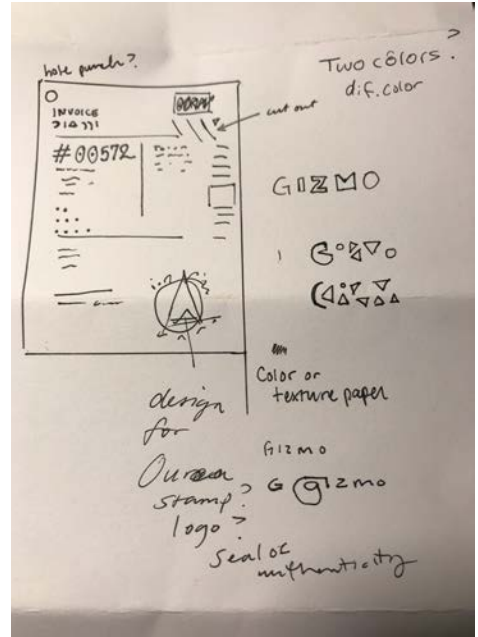 hole punch?
Two colors?
dif. color
INVOICE
cut out
#00572
GIZMO
Color or
texture paper
design
for
Our
stamp?
logo?
GIZMO
G gizmo
Seal of
authenticity